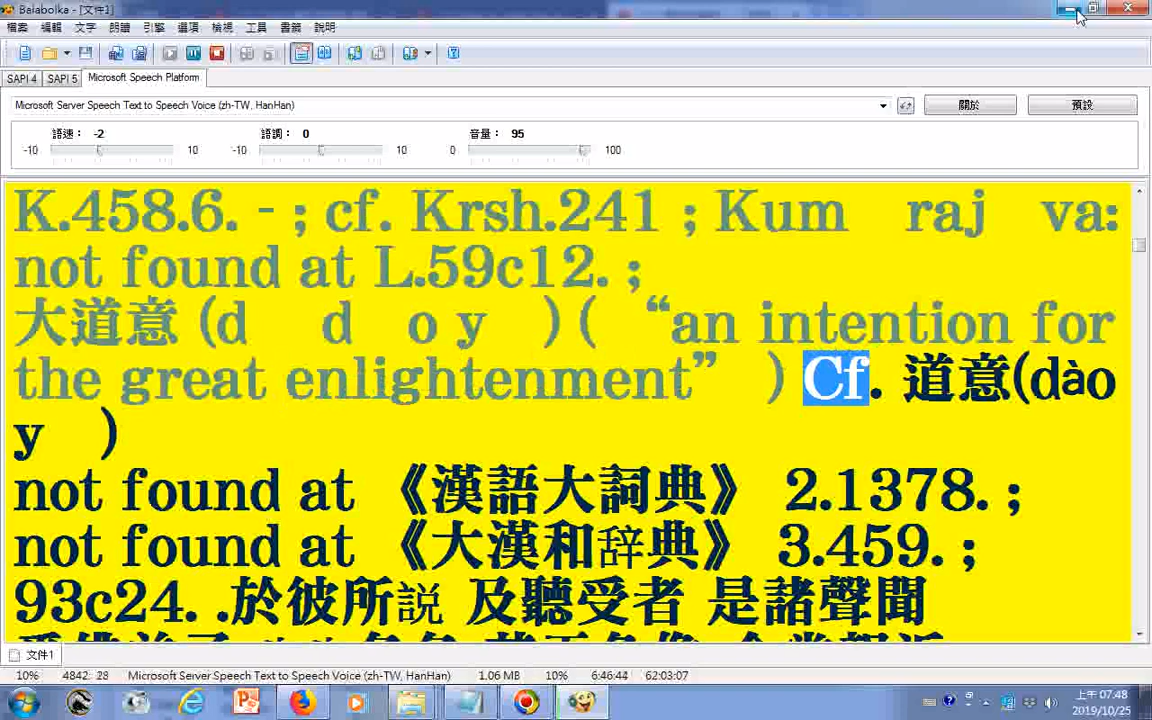 Balabolka - [文件1]
檔案 編輯 文字 朗讀 引擎 選項 檢視 工具 書籤 說明
SAPI 4 SAPI 5 Microsoft Speech Platform
Microsoft Server Speech Text to Speech Voice (zh-TW, HanHan) 關於 預設
語速： -2 語調： 0 音量： 95
-10 10 -10 10 0 100
K.458.6. - ; cf. Krsh.241 ; Kum raj va:
not found at L.59c12. ;
大道意 (d d o y ) ( “an intention for
the great enlightenment” ) Cf. 道意(dào
y )
not found at 《漢語大詞典》 2.1378. ;
not found at 《大漢和辞典》 3.459. ;
93c24. .於彼所説 及聽受者 是諸聲聞
文件1
10% 4842: 28 Microsoft Server Speech Text to Speech Voice (zh-TW, HanHan) 1.06 MB 10% 6:46:44 62:03:07
上午 07:48
2019/10/25